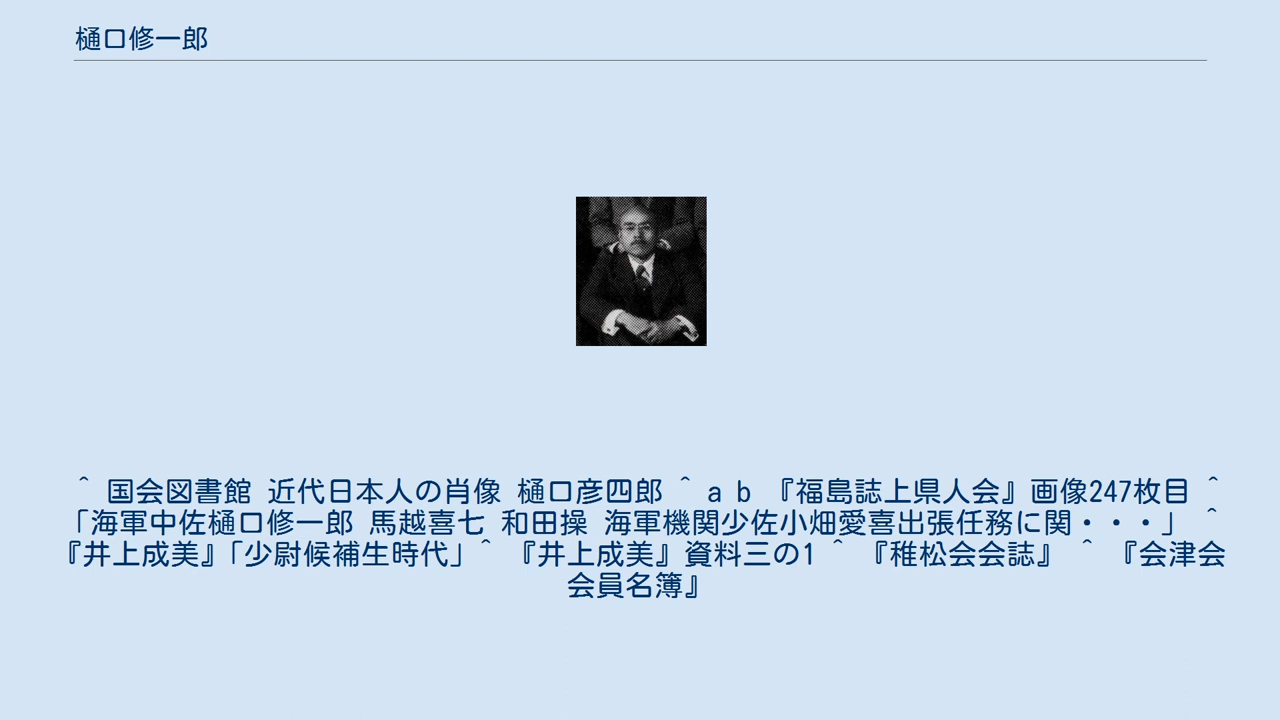 樋口修一郎
＾ 国会図書館 近代日本人の肖像 樋口彦四郎 ＾ a b 『福島誌上県人会』画像247枚目 ＾
「海軍中佐樋口修一郎 馬越喜七 和田操 海軍機関少佐小畑愛喜出張任務に関・・・」 ＾
『井上成美』「少尉候補生時代」＾ 『井上成美』資料三の1 ＾ 『稚松会会誌』 ＾ 『会津会
会員名簿』